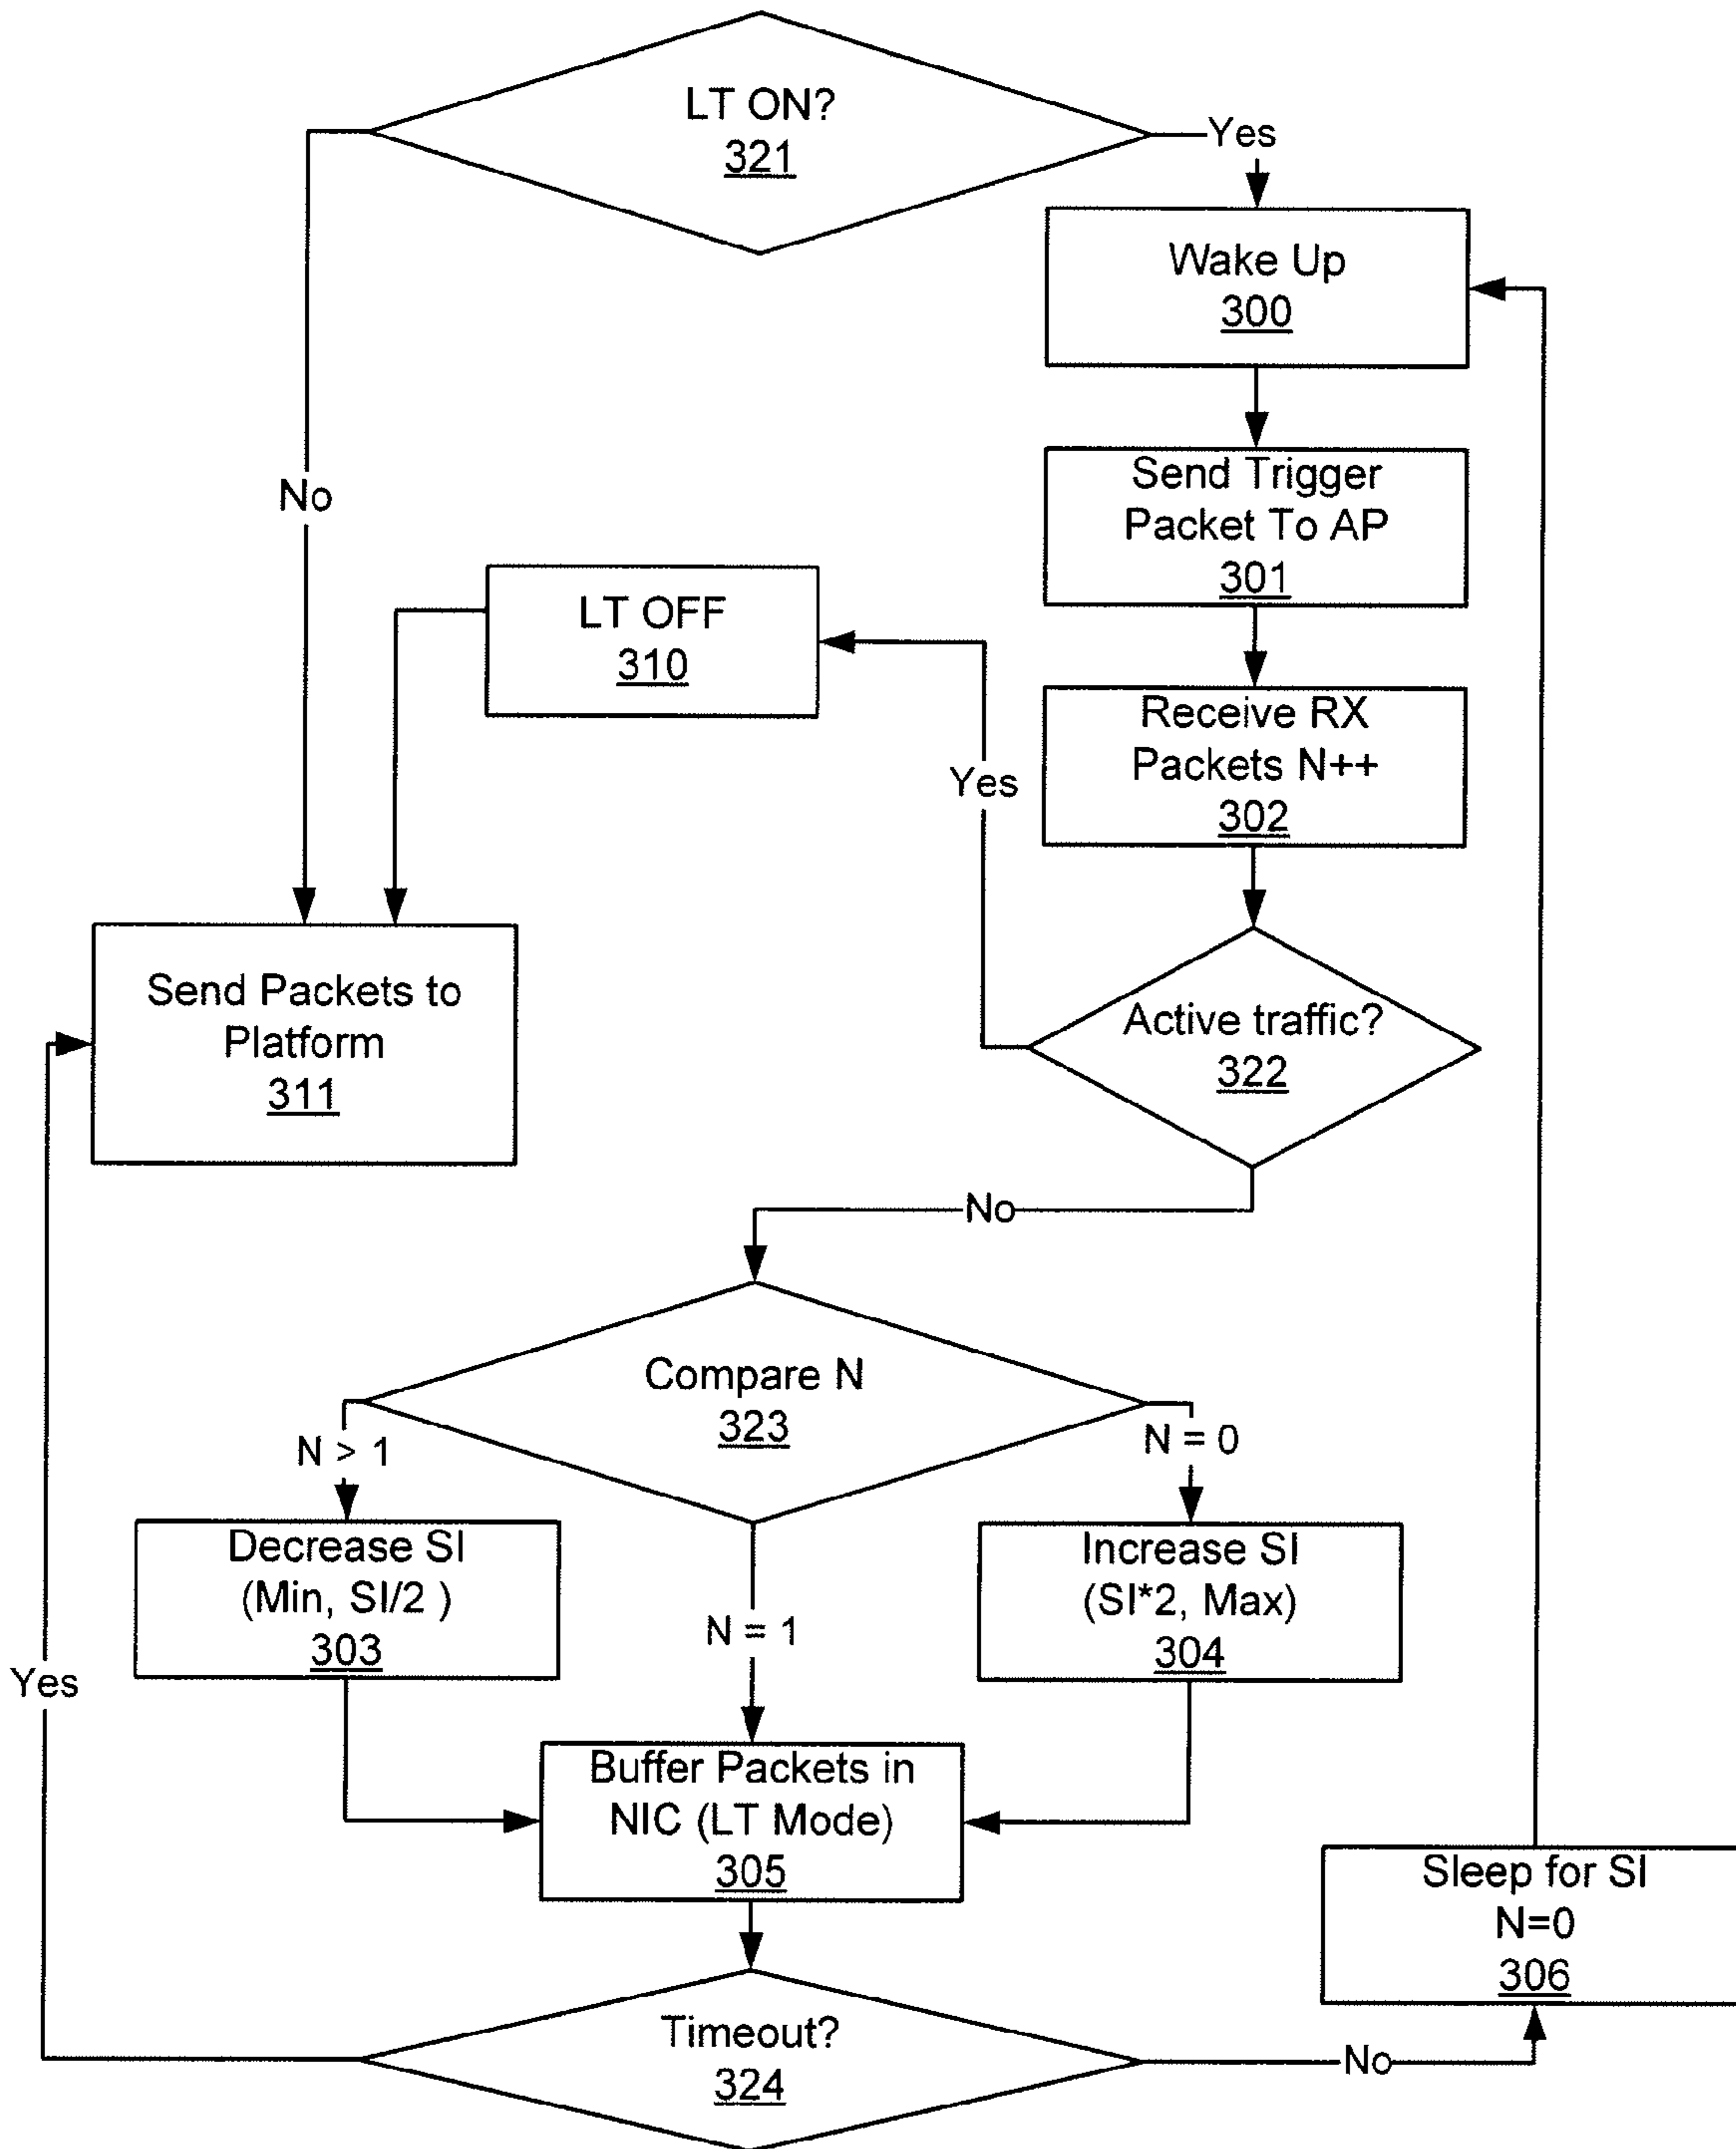 LT ON?
321
Yes
Wake Up
300
Send Trigger
Packet To AP
301
No
LT OFF
310
Receive RX
Packets N++
302
Yes
Send Packets to
Platform
311
Active traffic?
322
No
Compare N
323
N > 1
N = 0
Decrease SI
(Min, SI/2 )
303
N = 1
Increase SI
(SI*2, Max)
304
Yes
Buffer Packets in
NIC (LT Mode)
305
Sleep for SI
N=0
306
Timeout?
324
No